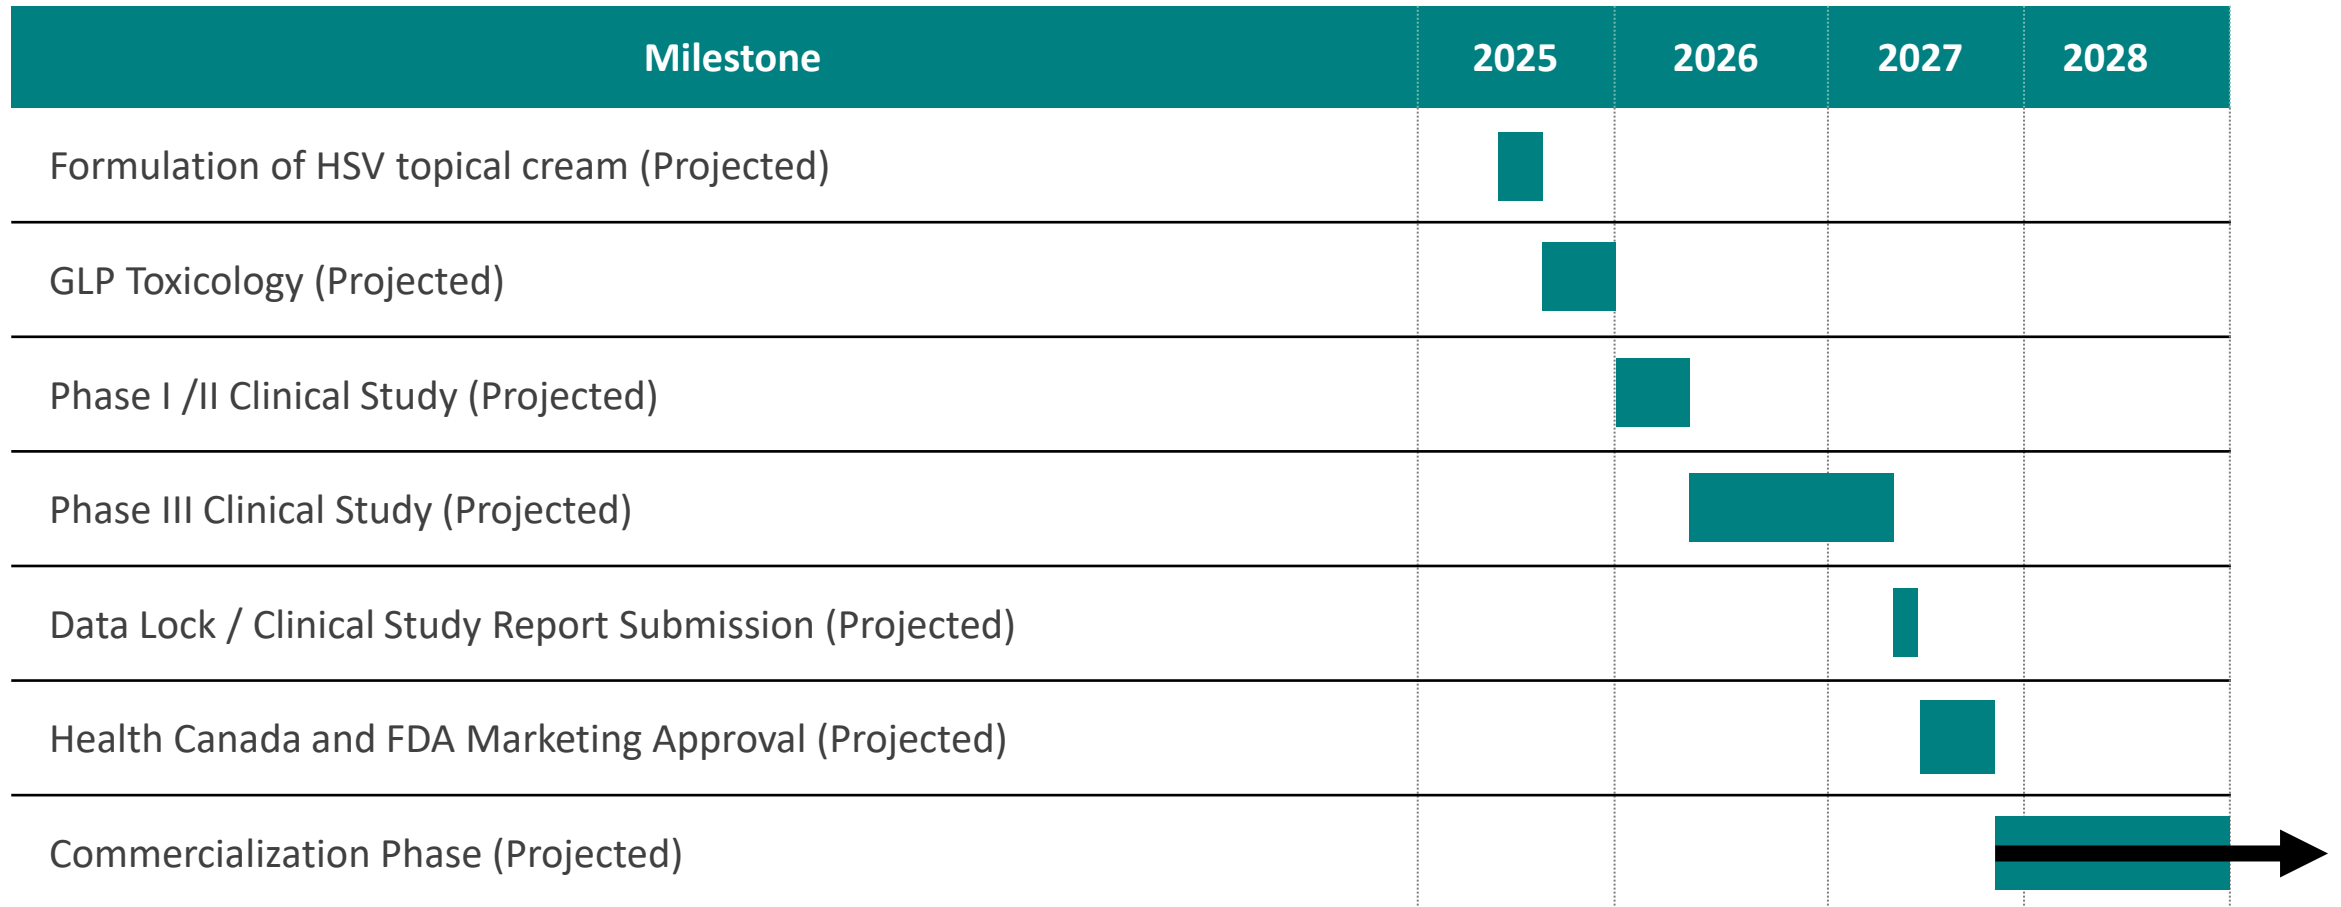 Milestone 2025 2026 2027 2028
Formulation of HSV topical cream (Projected)
GLP Toxicology (Projected)
Phase I /II Clinical Study (Projected)
Phase III Clinical Study (Projected)
Data Lock / Clinical Study Report Submission (Projected)
Health Canada and FDA Marketing Approval (Projected)
Commercialization Phase (Projected)